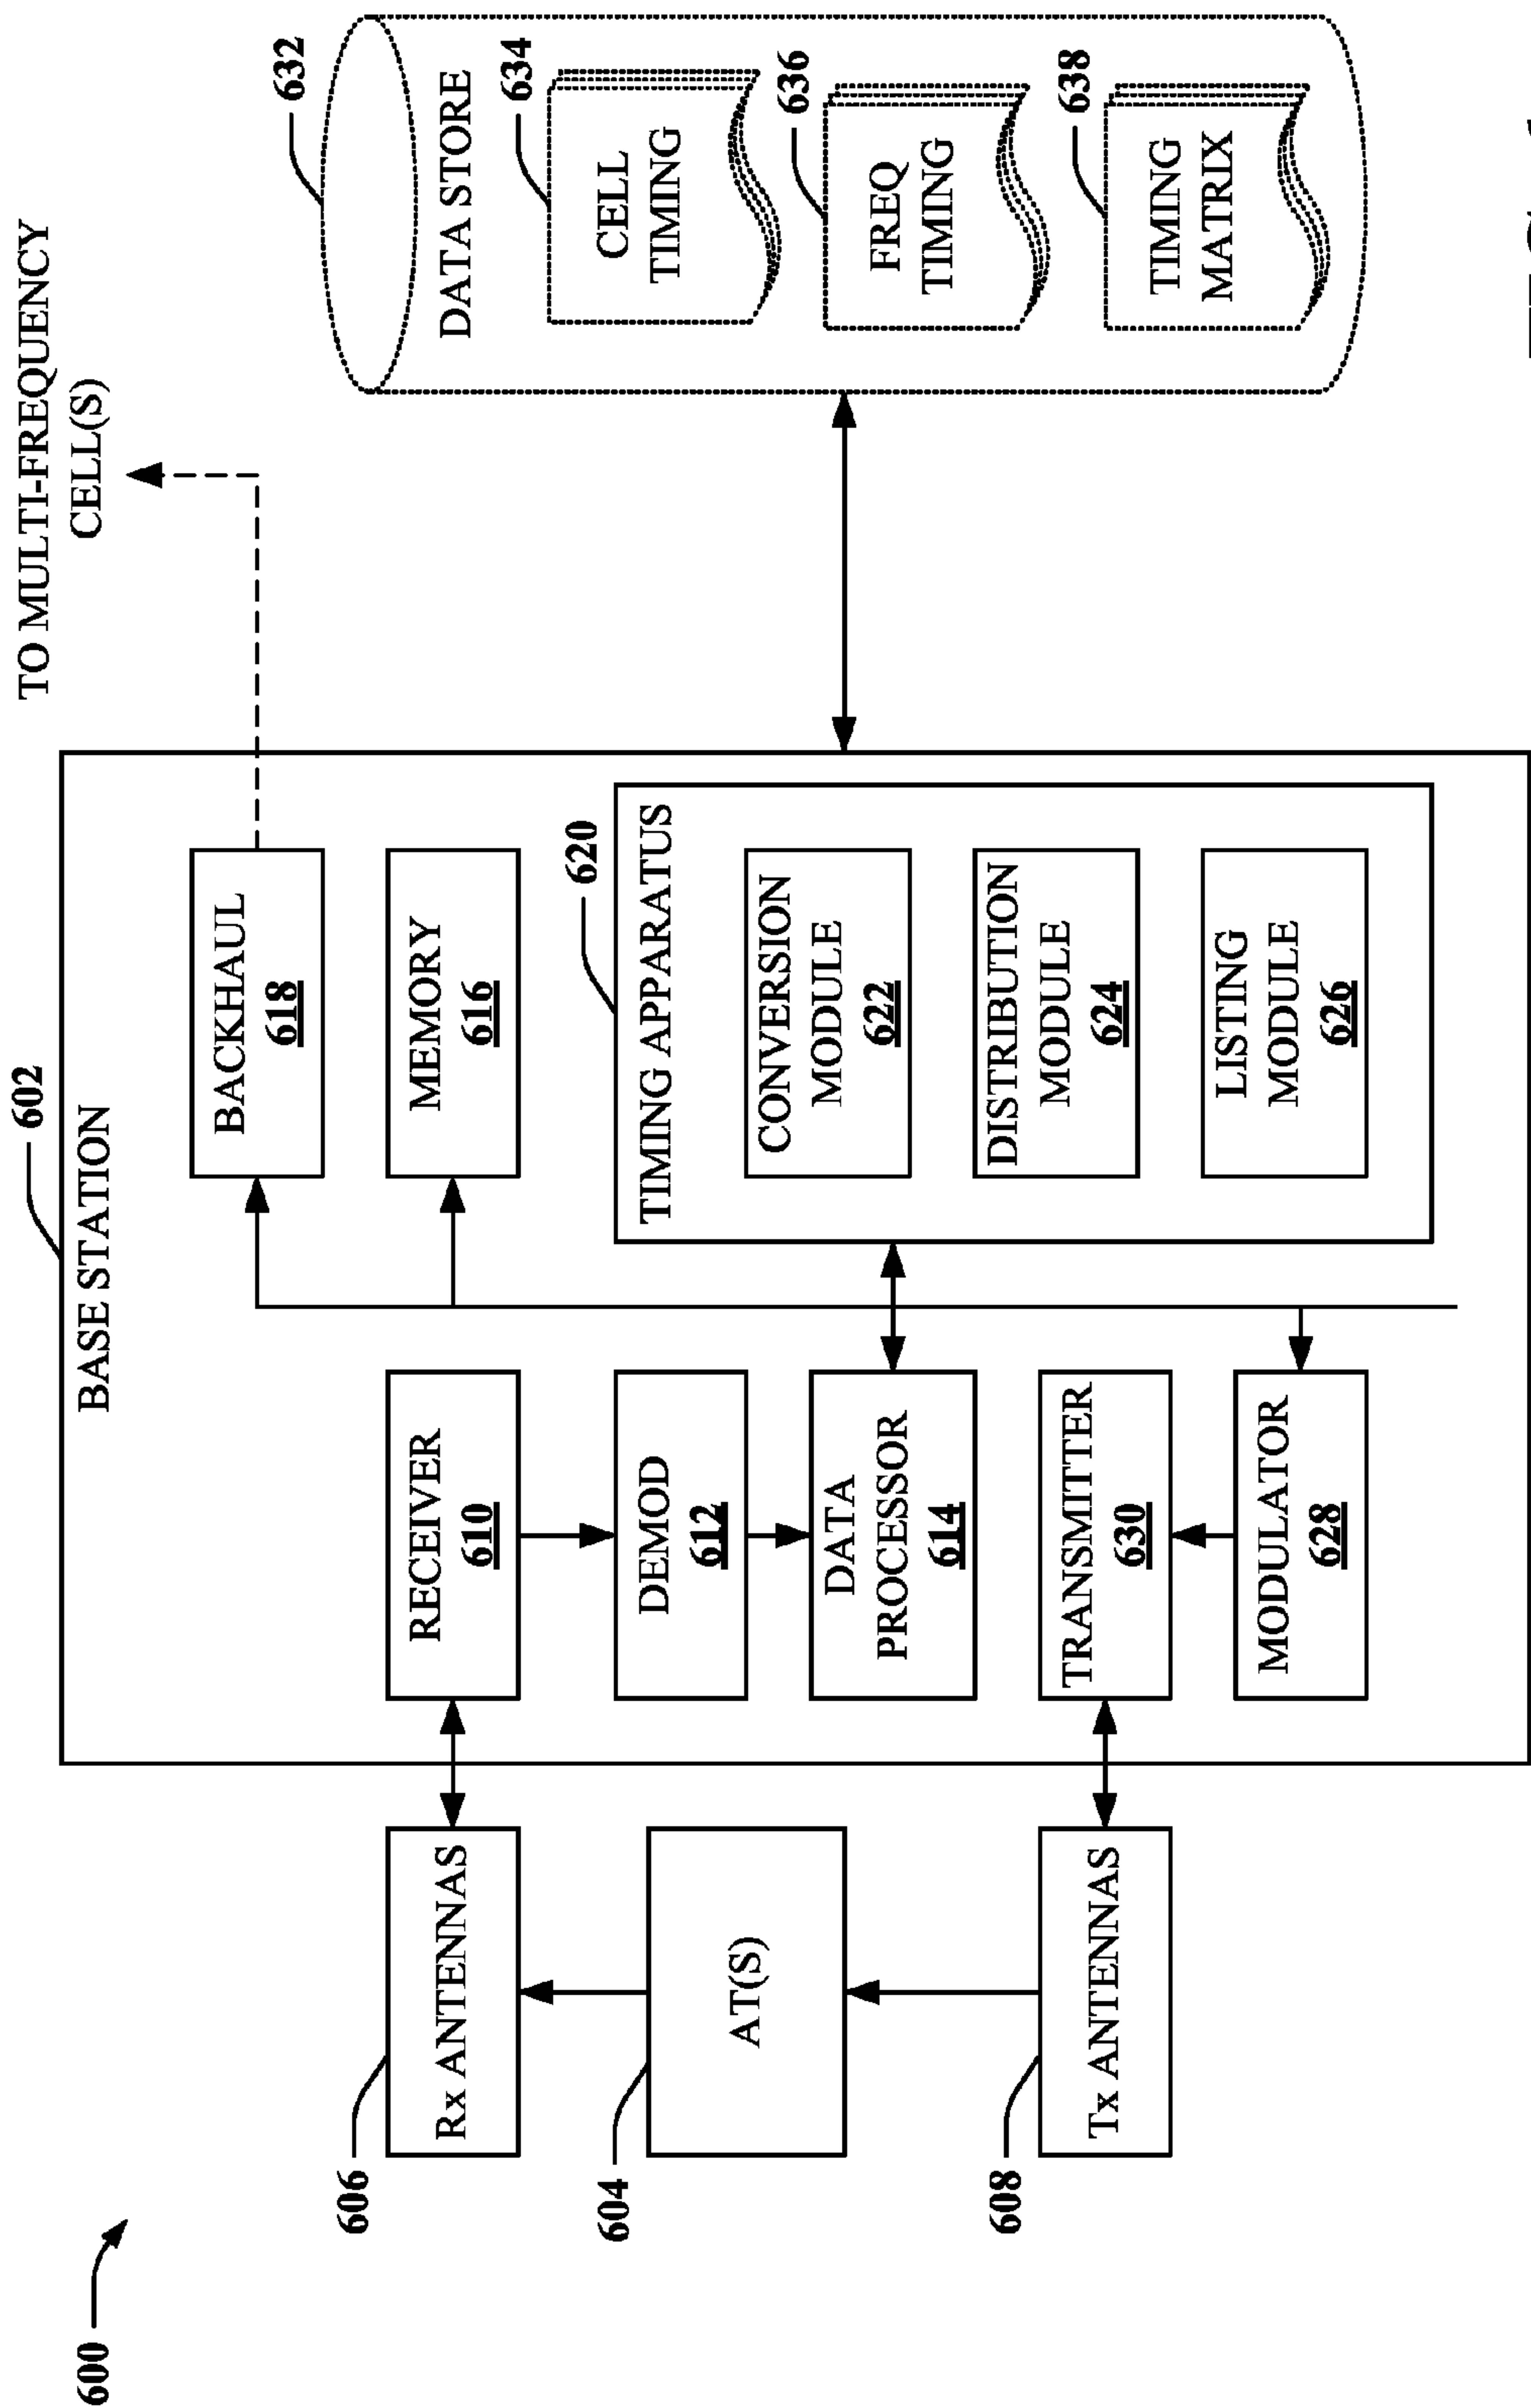 600
602
BASE STATION
606
Rx ANTENNAS
604
AT(S)
608
Tx ANTENNAS
RECEIVER
610
DEMOD
612
DATA
PROCESSOR
614
TRANSMITTER
630
MODULATOR
628
BACKHAUL
618
MEMORY
616
620
TIMING APPARATUS
CONVERSION
MODULE
622
DISTRIBUTION
MODULE
624
LISTING
MODULE
626
TO MULTI-FREQUENCY
CELL(S)
632
DATA STORE
634
CELL
TIMING
636
FREQ
TIMING
638
TIMING
MATRIX